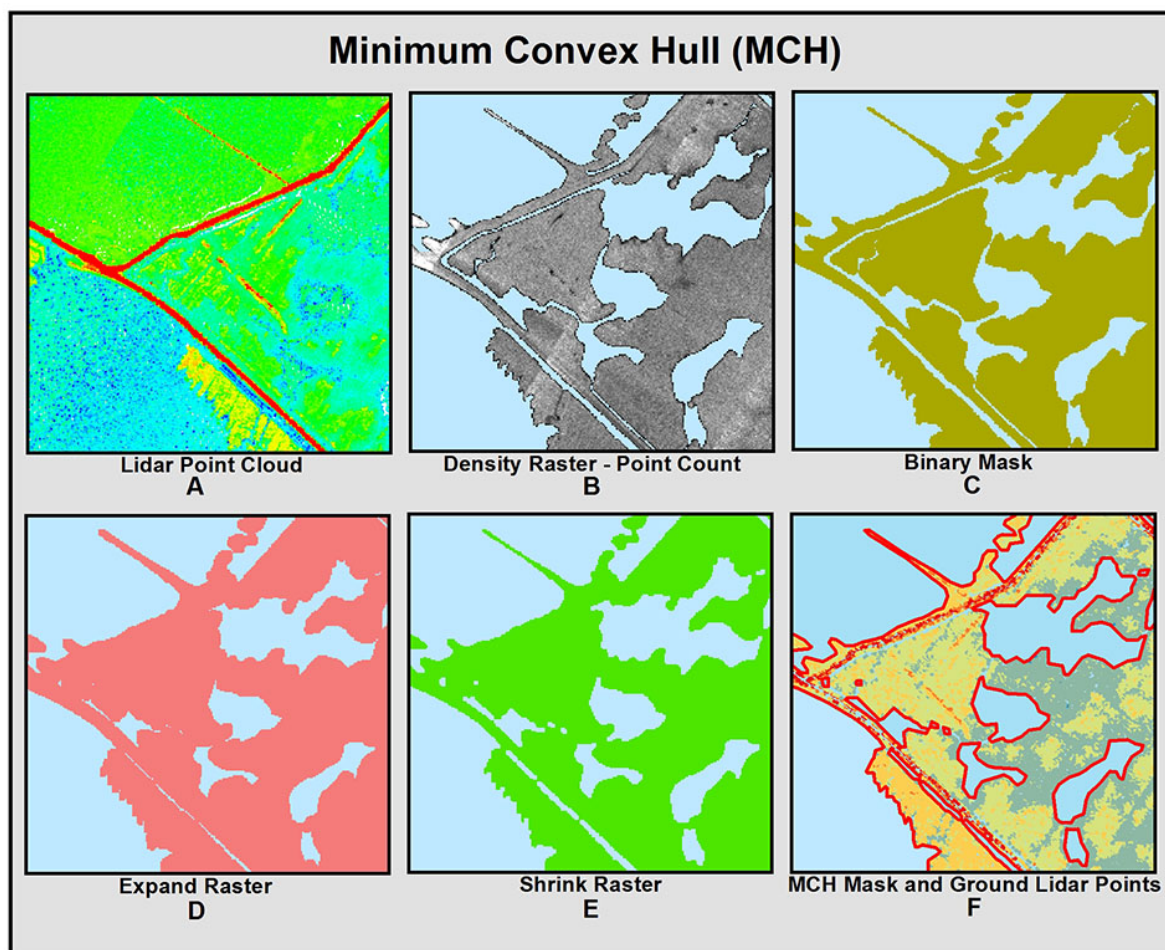 Minimum Convex Hull (MCH)
Lidar Point Cloud
A
Density Raster - Point Count
B
Binary Mask
C
Expand Raster
D
Shrink Raster
E
MCH Mask and Ground Lidar Points
F